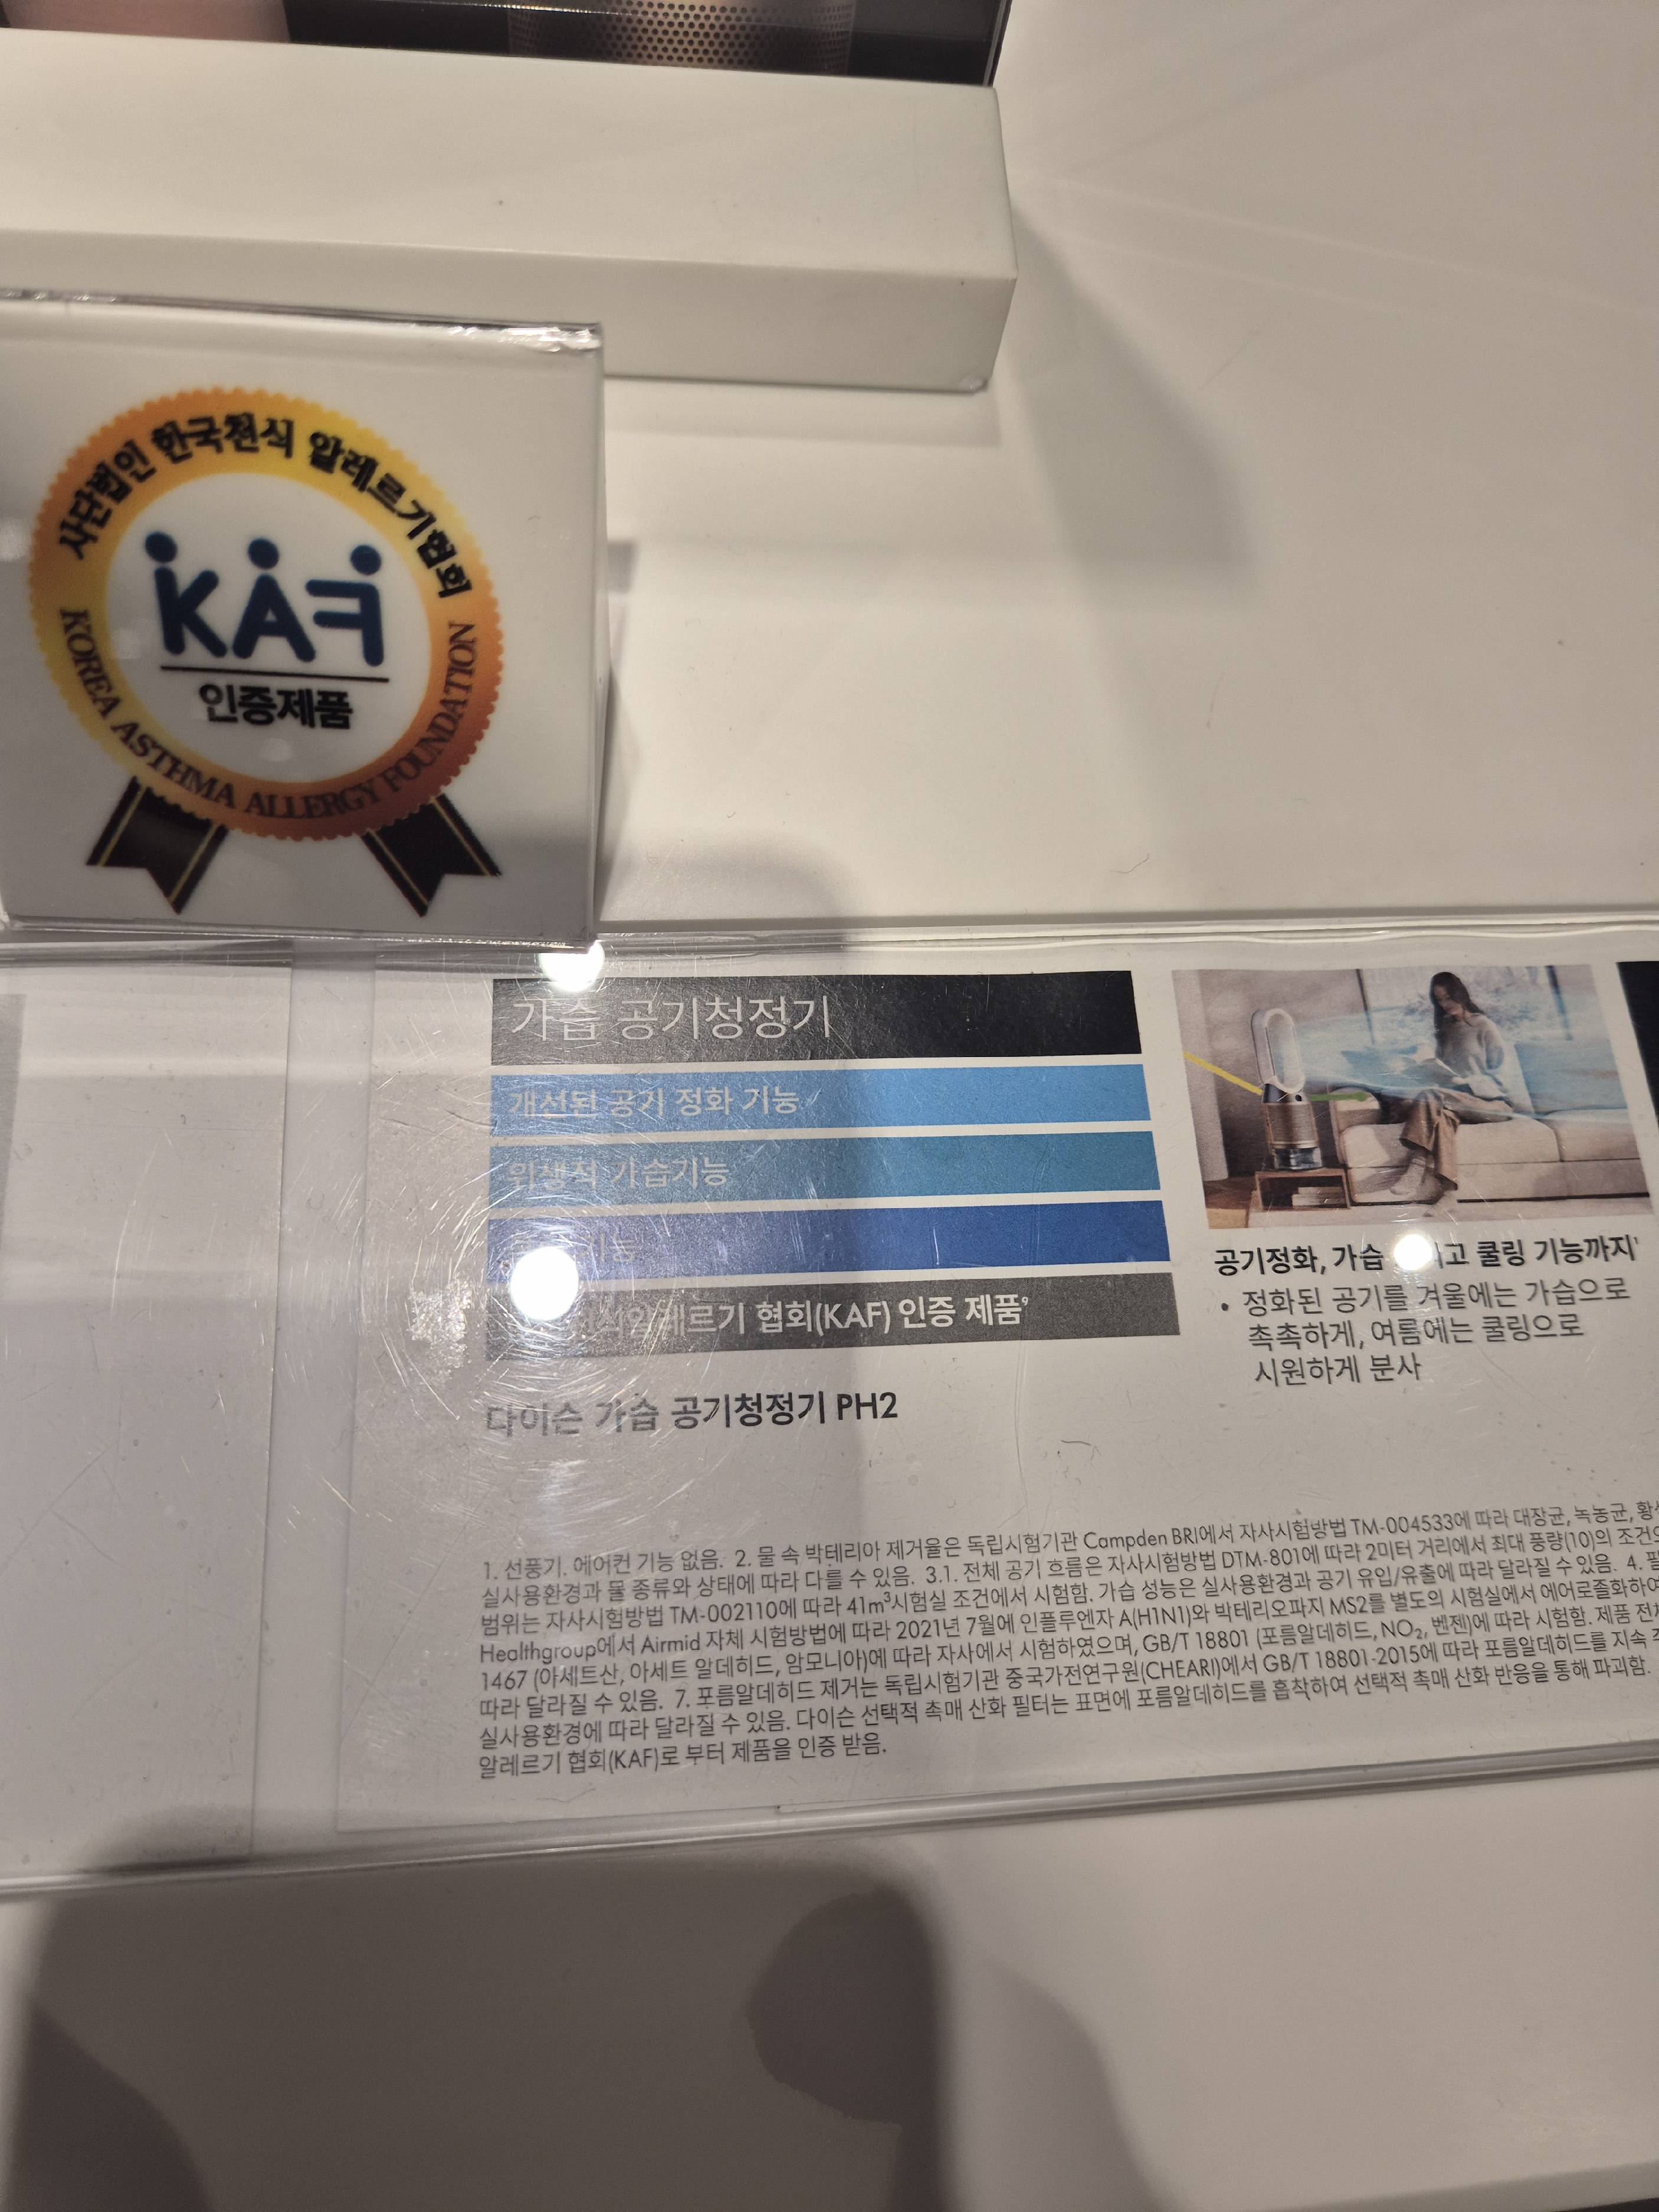 사단법인 한국천식 알레르기협회
KAF
인증제품
KOREA ASTHMA ALLERGY FOUNDATION
가습 공기청정기
개선된 공기 정화 기능
위생적 가습기능
기능
알레르기 협회(KAF) 인증 제품⁹
다이슨 가습 공기청정기 PH2
공기정화, 가습 쿨링 기능까지¹
• 정화된 공기를 겨울에는 가습으로
촉촉하게, 여름에는 쿨링으로
시원하게 분사
1. 선풍기. 에어컨 기능 없음. 2. 물 속 박테리아 제거율은 독립시험기관 Campden BRI에서 자사시험방법 TM-004533에 따라 대장균, 녹농균,
실사용환경과 물 종류와 상태에 따라 다를 수 있음. 3.1. 전체 공기 흐름은 자사시험방법 DTM-801에 따라 2미터 거리에서 최대 풍량(10)의
범위는 자사시험방법 TM-002110에 따라 41m³시험실 조건에서 시험함. 가습 성능은 실사용환경과 공기 유입/유출에 따라 달라질 수 있음. 4.
Healthgroup에서 Airmid 자체 시험방법에 따라 2021년 7월에 인플루엔자 A(H1N1)와 박테리오파지 MS2를 별도의 시험실에서 에어로졸화하여
1467 (아세트산, 아세트 알데히드, 암모니아)에 따라 자사에서 시험하였으며, GB/T 18801 (포름알데히드, NO₂, 벤젠)에 따라 시험함. 제품
따라 달라질 수 있음. 7. 포름알데히드 제거는 독립시험기관 중국가전연구원(CHEARI)에서 GB/T 18801-2015에 따라 포름알데히드를 지속
실사용환경에 따라 달라질 수 있음. 다이슨 선택적 촉매 산화 필터는 표면에 포름알데히드를 흡착하여 선택적 촉매 산화 반응을 통해 파괴함.
알레르기 협회(KAF)로 부터 제품을 인증 받음.